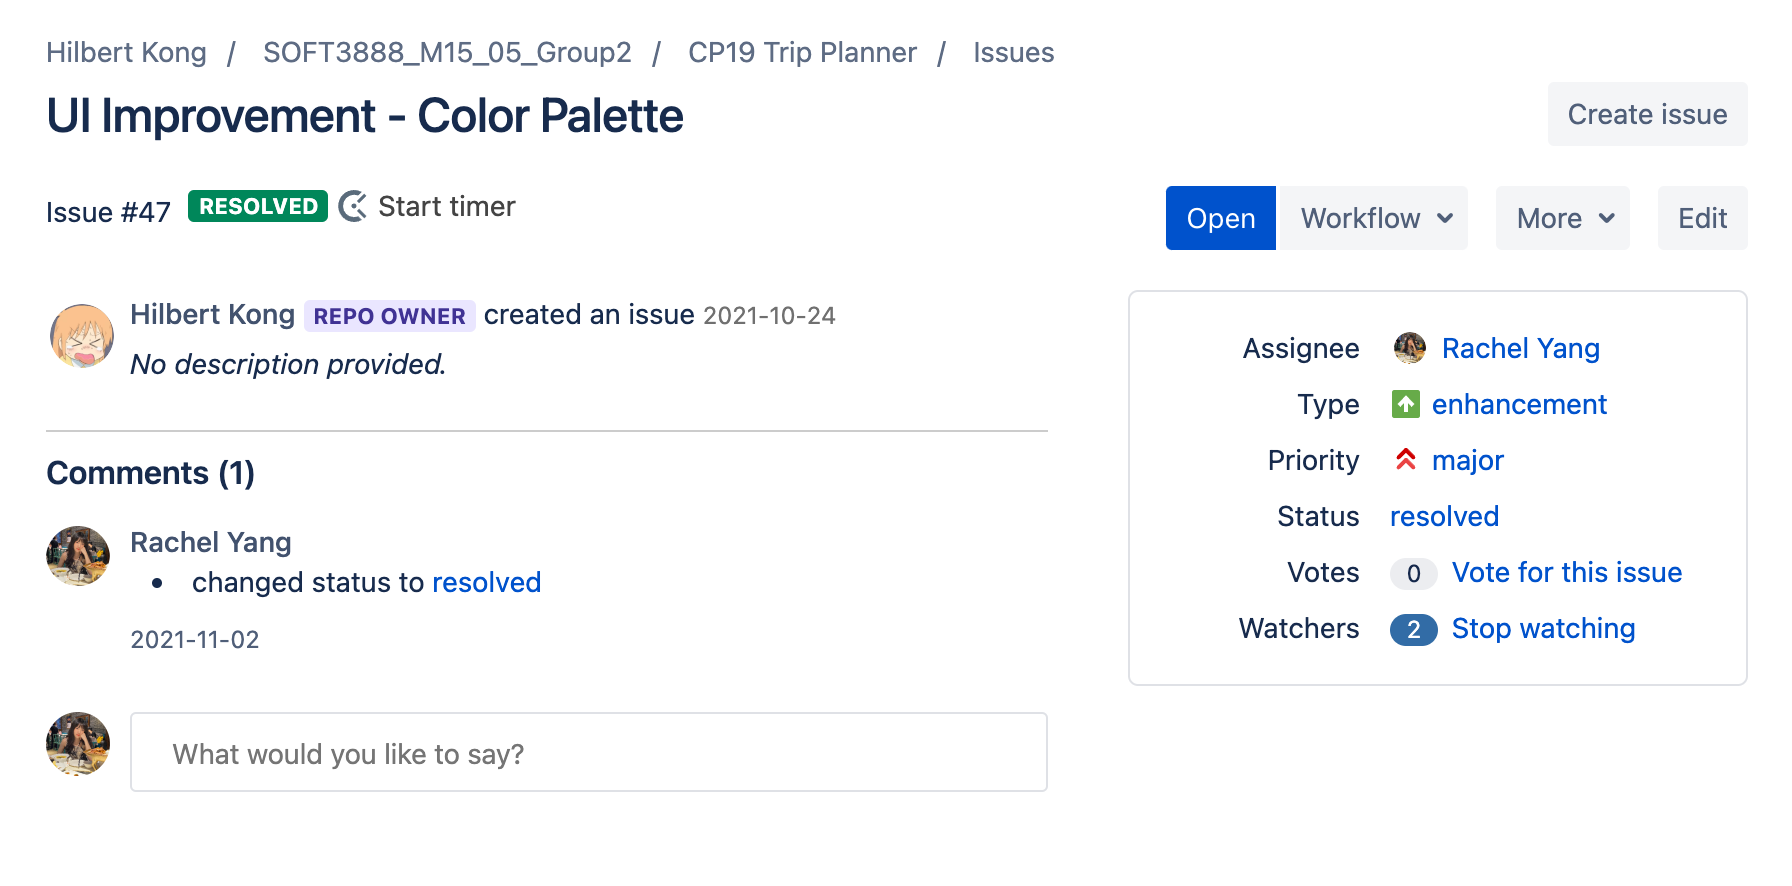 Hilbert Kong / SOFT3888_M15_05_Group2 / CP19 Trip Planner / Issues
UI Improvement - Color Palette
Create issue
Issue #47 RESOLVED Start timer
Open Workflow More Edit
Hilbert Kong REPO OWNER created an issue 2021-10-24
No description provided.
Assignee Rachel Yang
Type enhancement
Priority major
Status resolved
Votes 0 Vote for this issue
Watchers 2 Stop watching
Comments (1)
Rachel Yang
• changed status to resolved
2021-11-02
What would you like to say?